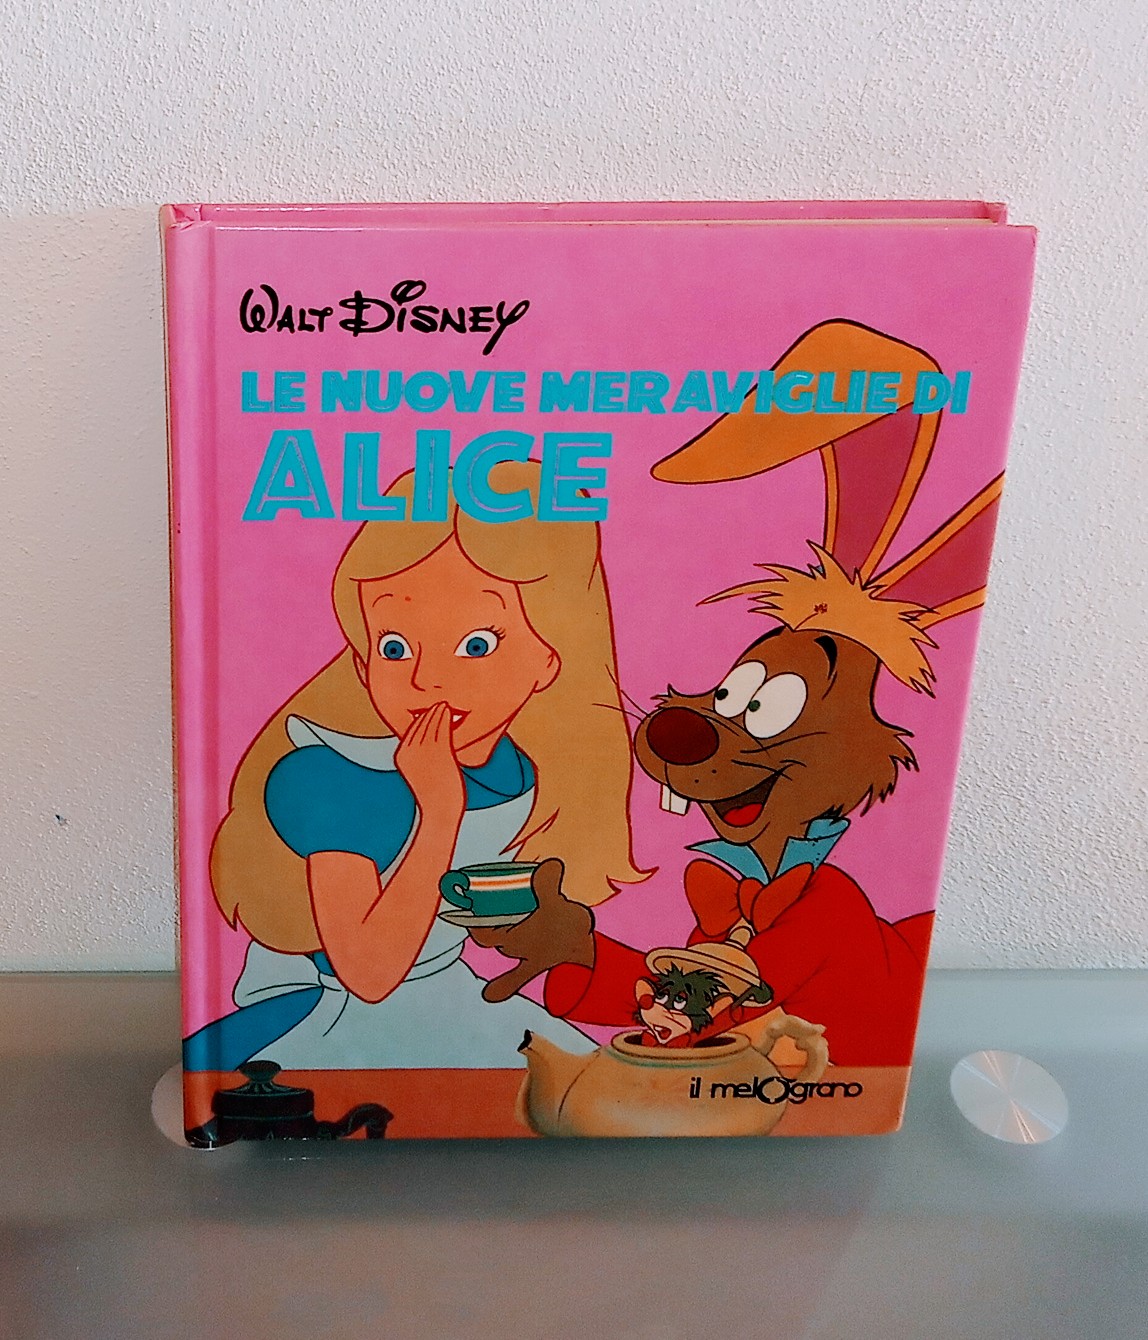 WALT DISNEY
LE NUOVE MERAVIGLIE DI
ALICE
il melograno